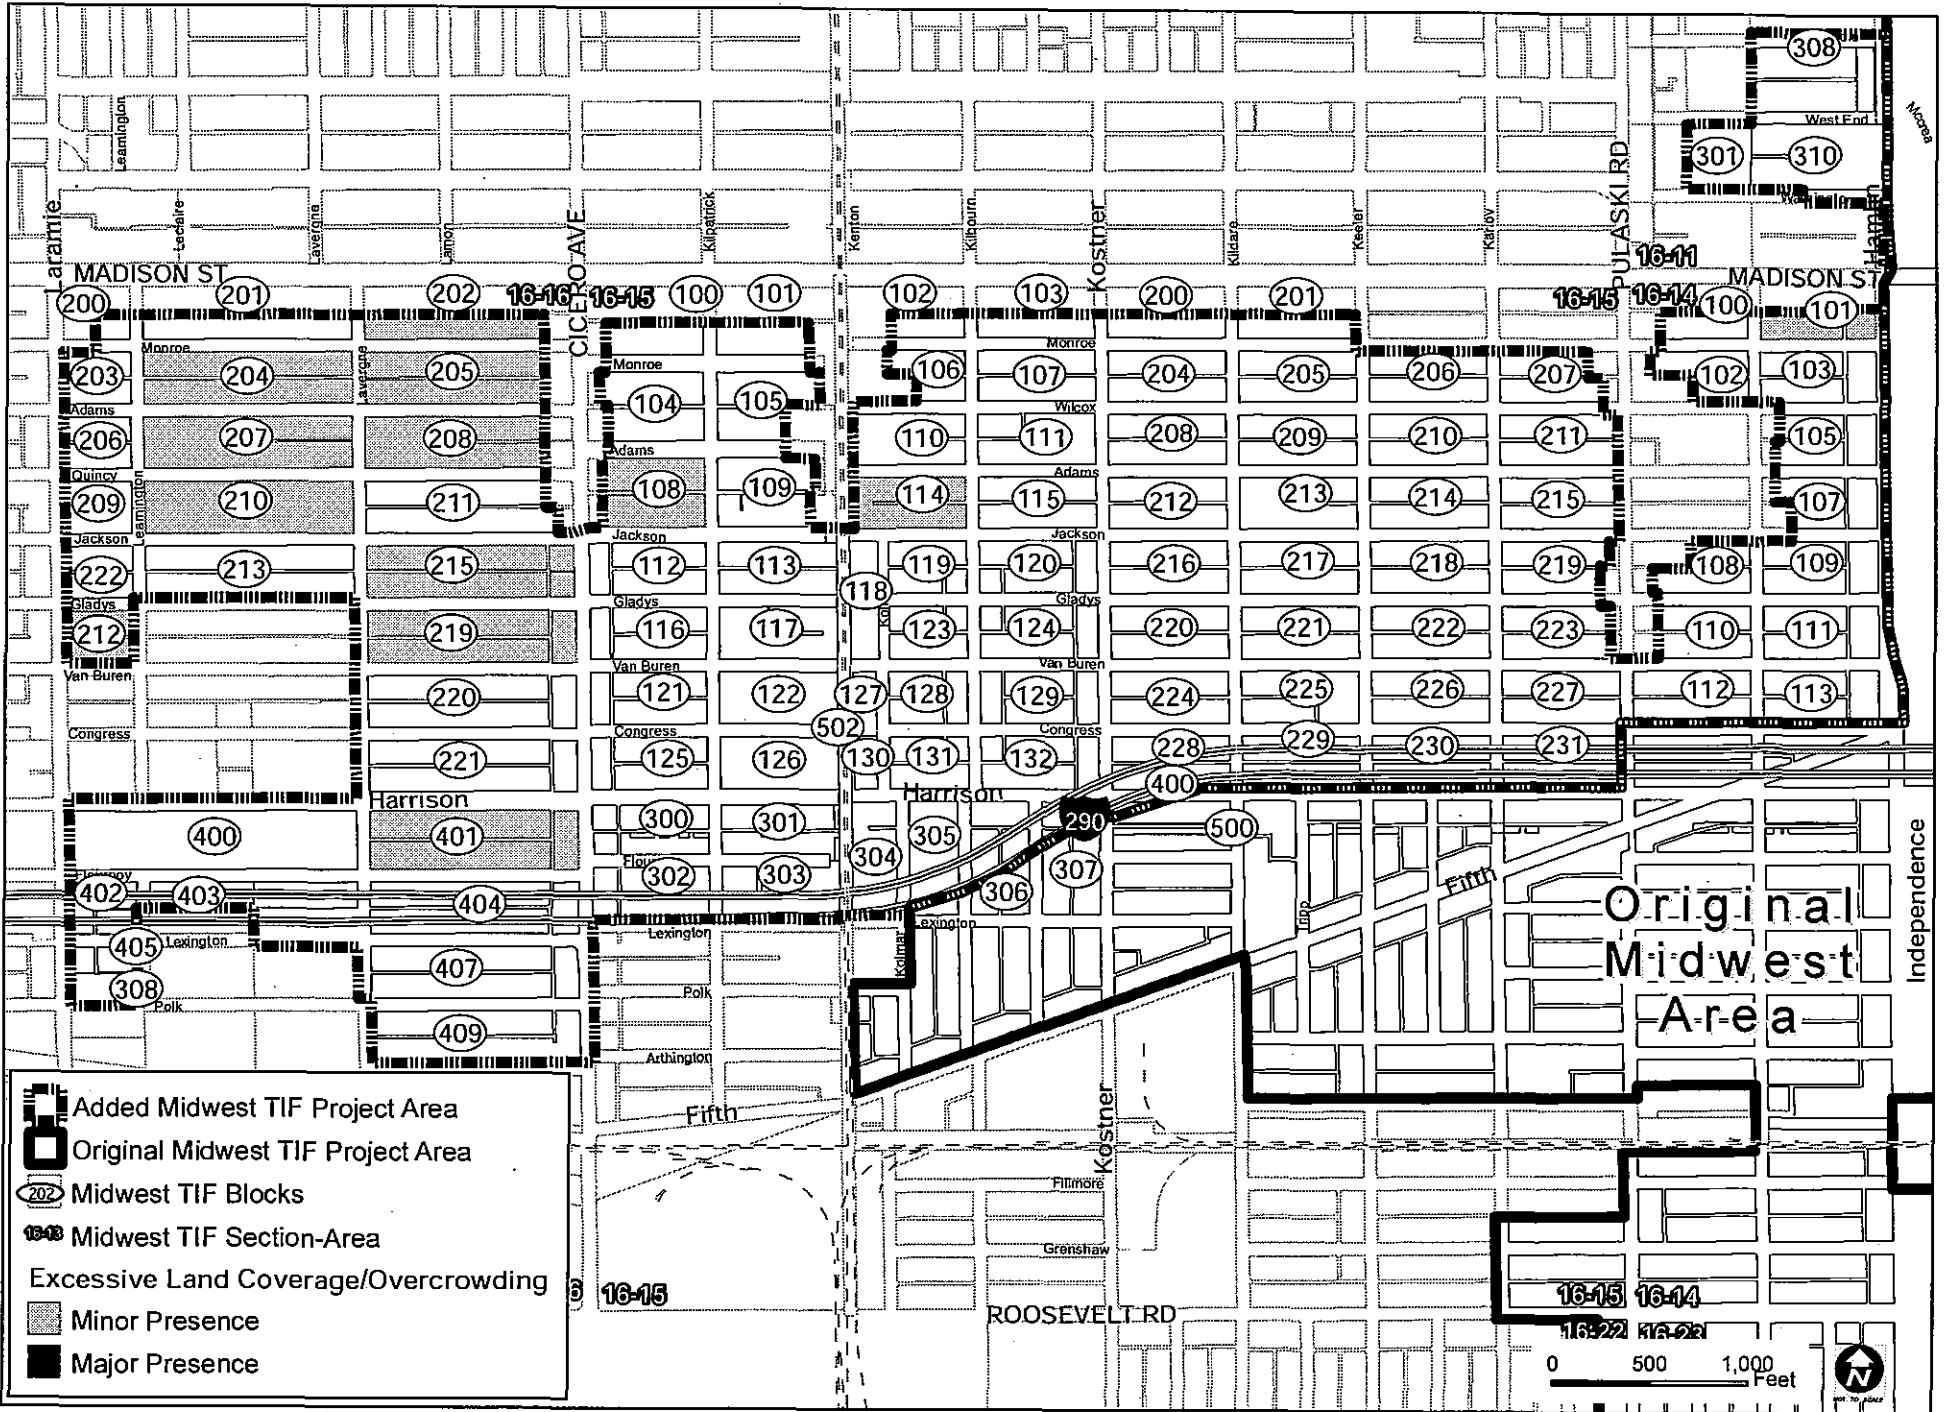 308
Mccrea
West End
Leamington
301
310
PULASKI RD
Washington
Laramie
Leclaire
Lavergne
Lamon
CICERO AVE
Kilpatrick
Kenton
Kilbourn
Kostner
Kildare
Keeler
Karlov
Hamlin
16-11
MADISON ST
MADISON ST
200
201
202
16-16
16-15
100
101
102
103
200
201
16-15
16-14
100
101
Monroe
Lavergne
Monroe
Monroe
203
204
205
104
105
106
107
204
205
206
207
102
103
Adams
Wilcox
206
207
208
Adams
110
111
208
209
210
211
105
Quincy
Leamington
Adams
209
210
211
108
109
114
115
212
213
214
215
107
Jackson
Jackson
Jackson
222
213
215
112
113
118
119
120
216
217
218
219
108
109
Gladys
Gladys
Gladys
212
219
116
117
123
124
220
221
222
223
110
111
Van Buren
Van Buren
Van Buren
220
121
122
127
128
129
224
225
226
227
112
113
502
Congress
Congress
Congress
221
125
126
130
131
132
228
229
230
231
400
Harrison
Harrison
400
401
300
301
304
305
290
500
Independence
Flournoy
302
303
306
307
Fifth
402
403
404
Tripp
Original
Midwest
Area
405
Lexington
Lexington
Lexington
Kolmar
407
308
Polk
Polk
409
Arthington
Fifth
Kostner
Added Midwest TIF Project Area
Original Midwest TIF Project Area
202
Midwest TIF Blocks
Midwest TIF Section-Area
Excessive Land Coverage/Overcrowding
Minor Presence
Major Presence
Fillmore
Grenshaw
16-15
ROOSEVELT RD
16-15
16-14
16-22
16-23
0
500
1,000
Feet
N
NOT TO SCALE